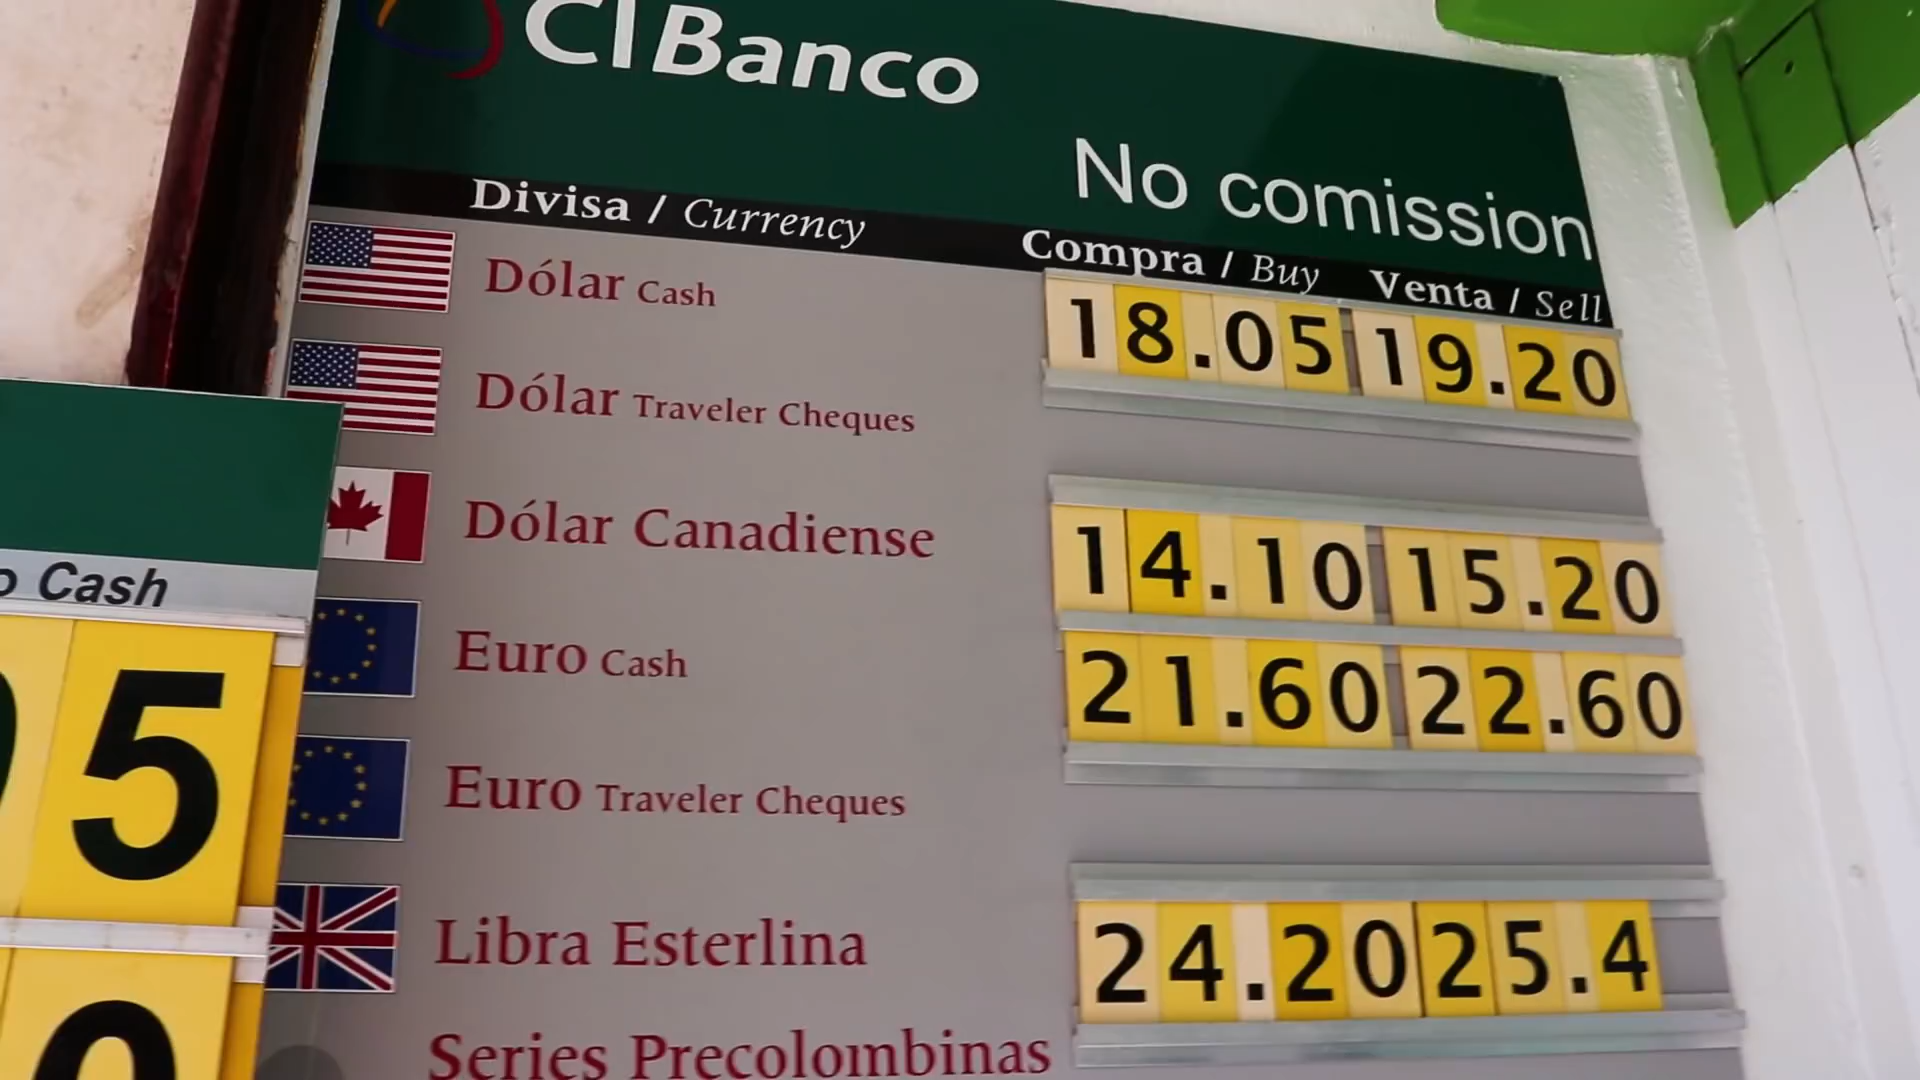 CIBanco
No comission
Divisa / Currency Compra / Buy Venta / Sell
Dólar Cash 18.05 19.20
Dólar Traveler Cheques
Dólar Canadiense 14.10 15.20
Euro Cash 21.60 22.60
Euro Traveler Cheques
Libra Esterlina 24.20 25.4
Series Precolombinas
Cash
5